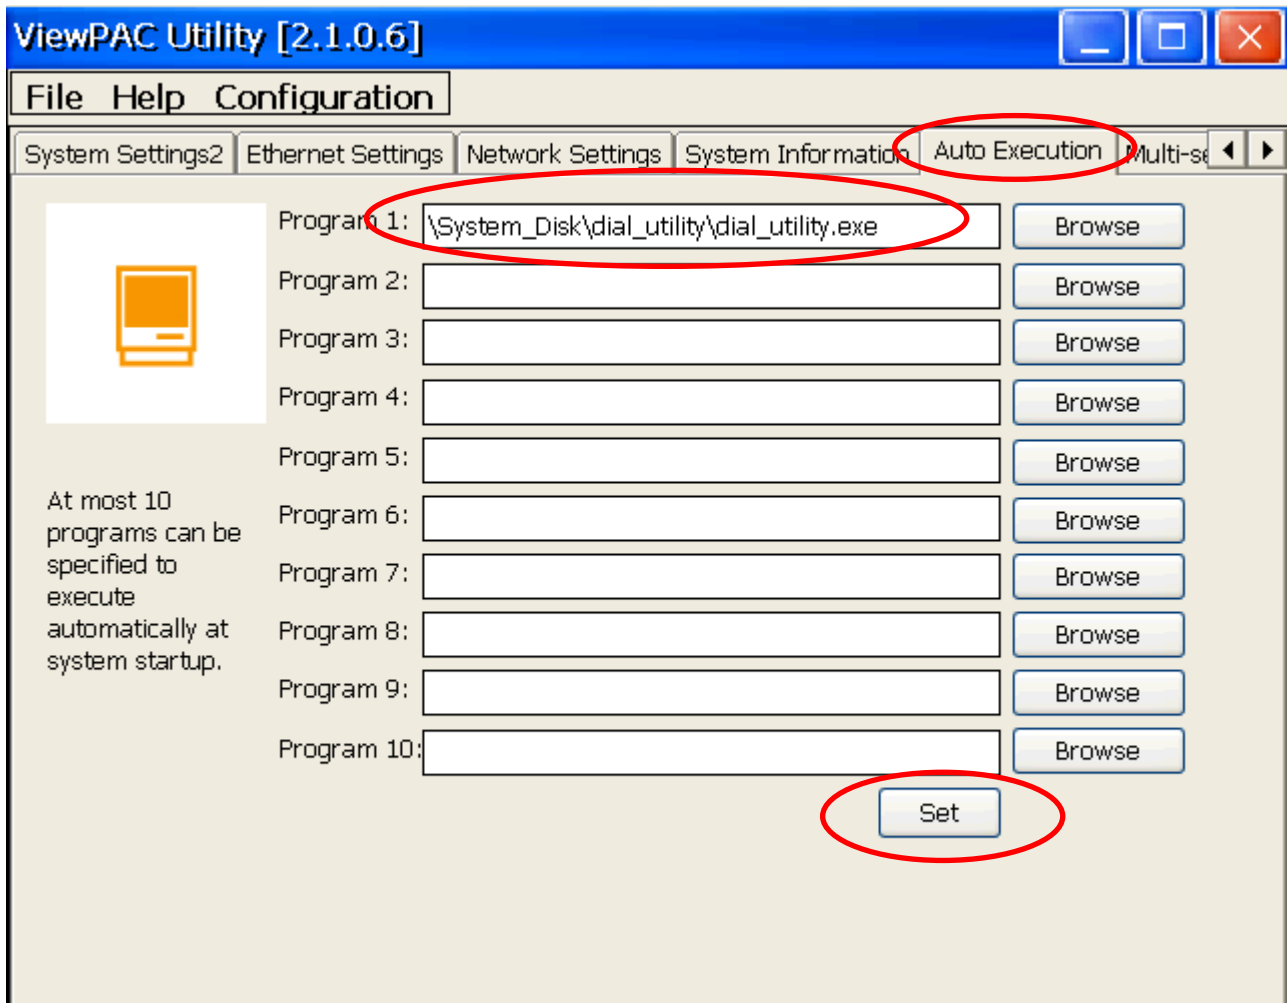 ViewPAC Utility [2.1.0.6]
File Help Configuration
System Settings2 Ethernet Settings Network Settings System Information Auto Execution Multi-se
Program 1: \System_Disk\dial_utility\dial_utility.exe Browse
Program 2: Browse
Program 3: Browse
Program 4: Browse
Program 5: Browse
Program 6: Browse
Program 7: Browse
Program 8: Browse
Program 9: Browse
Program 10: Browse
At most 10
programs can be
specified to
execute
automatically at
system startup.
Set